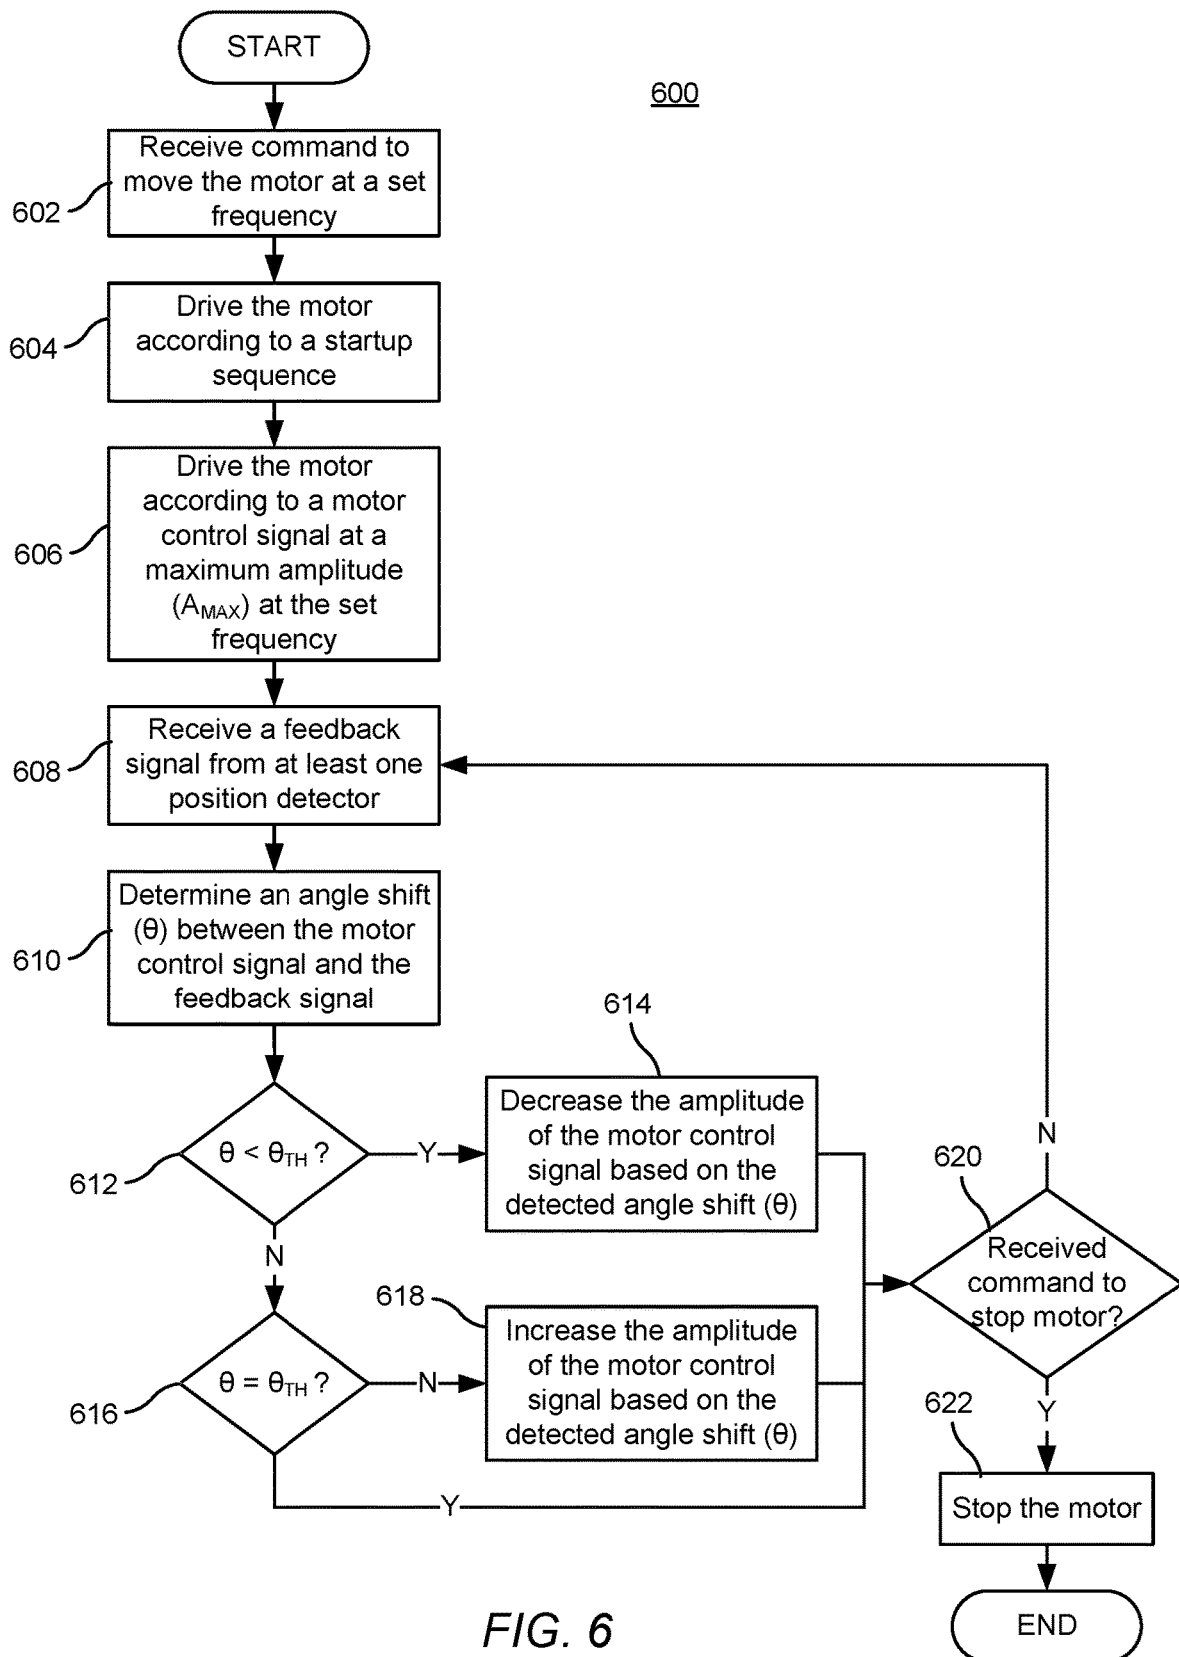 START
600
Receive command to
move the motor at a set
frequency
602
Drive the motor
according to a startup
sequence
604
Drive the motor
according to a motor
control signal at a
maximum amplitude
(AMAX) at the set
frequency
606
Receive a feedback
signal from at least one
position detector
608
Determine an angle shift
(θ) between the motor
control signal and the
feedback signal
610
θ < θTH ?
612
Y
N
614
Decrease the amplitude
of the motor control
signal based on the
detected angle shift (θ)
θ = θTH ?
616
N
Y
618
Increase the amplitude
of the motor control
signal based on the
detected angle shift (θ)
620
Received
command to
stop motor?
N
Y
622
Stop the motor
END
FIG. 6